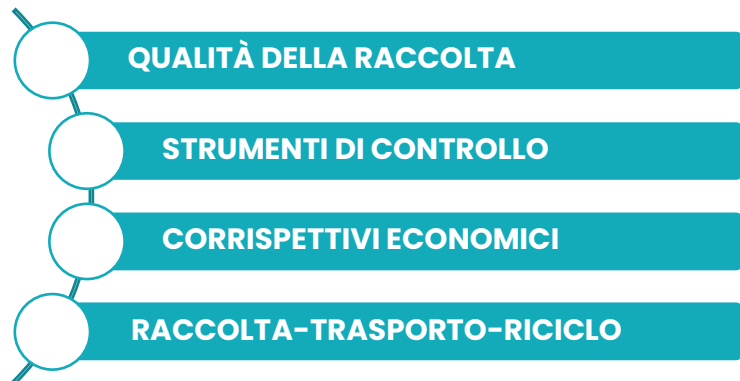 QUALITÀ DELLA RACCOLTA
STRUMENTI DI CONTROLLO
CORRISPETTIVI ECONOMICI
RACCOLTA-TRASPORTO-RICICLO